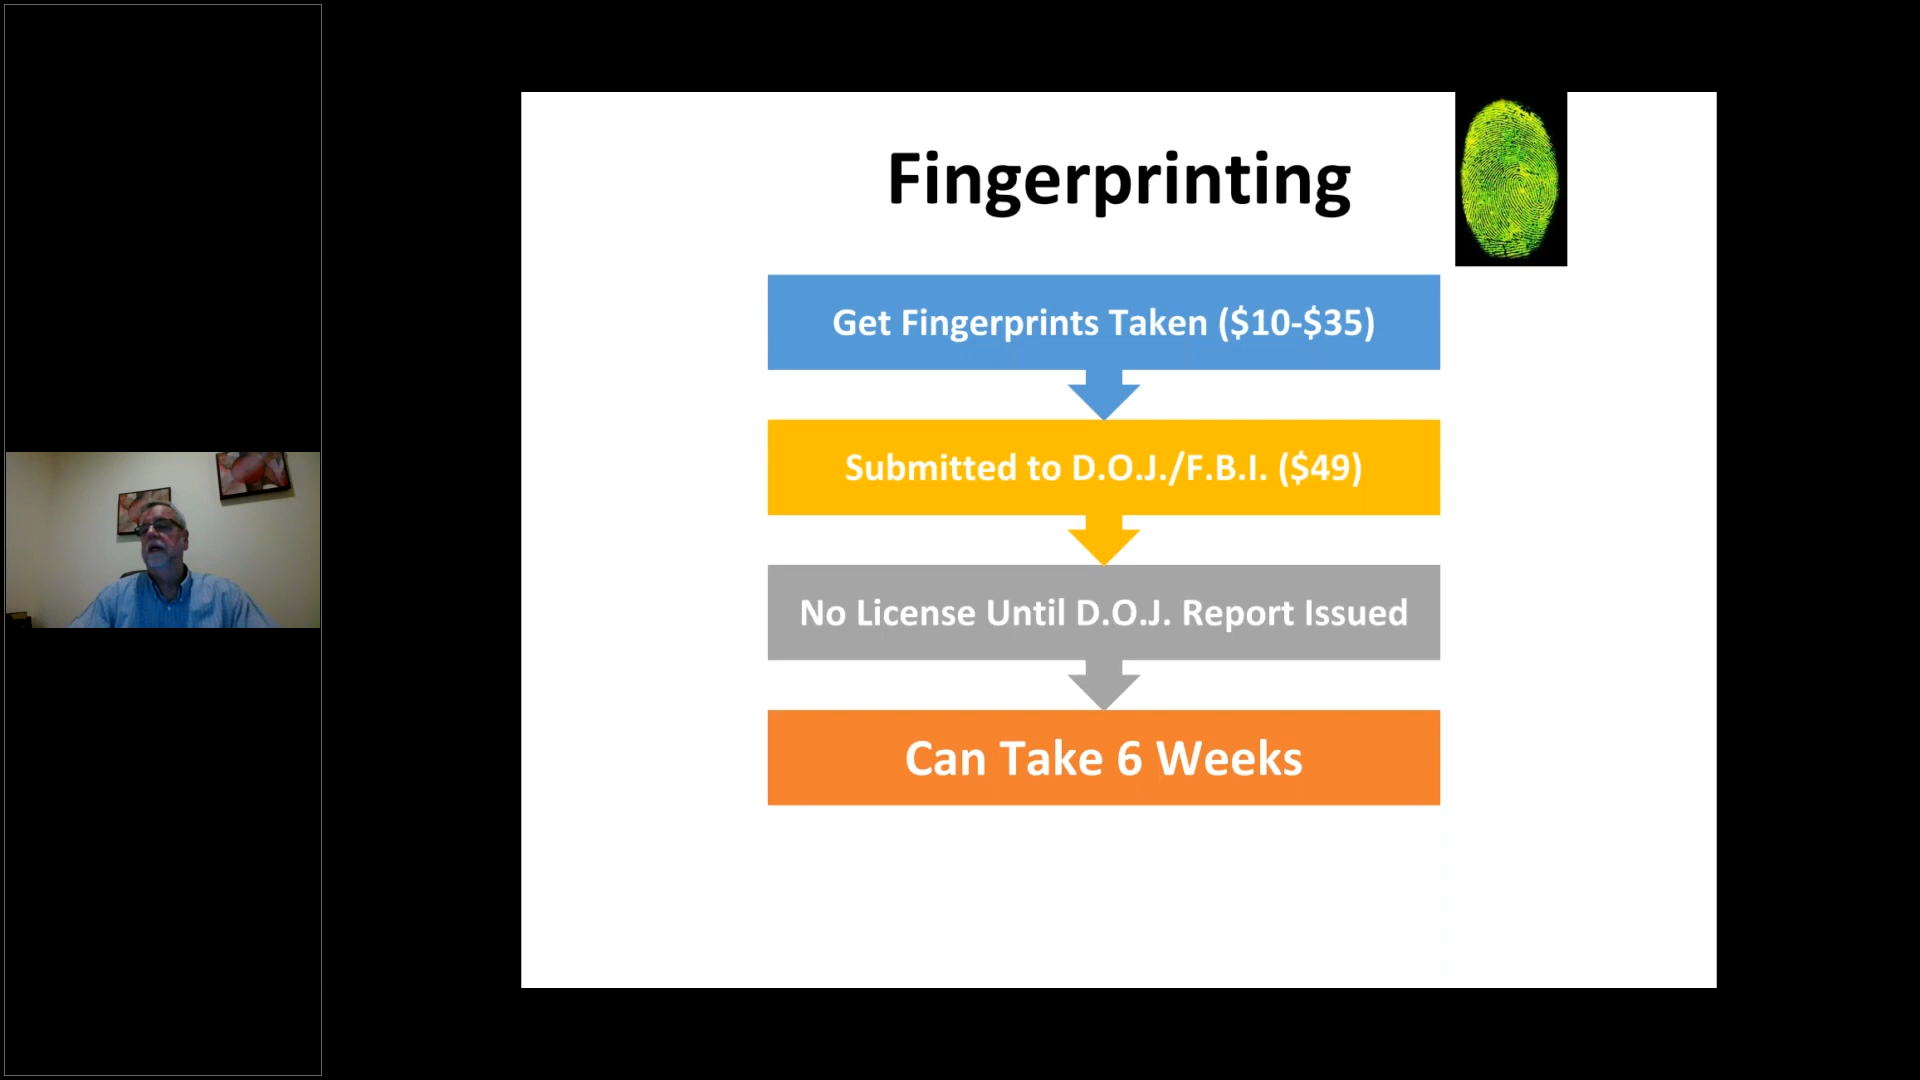 Fingerprinting
Get Fingerprints Taken ($10-$35)
Submitted to D.O.J./F.B.I. ($49)
No License Until D.O.J. Report Issued
Can Take 6 Weeks